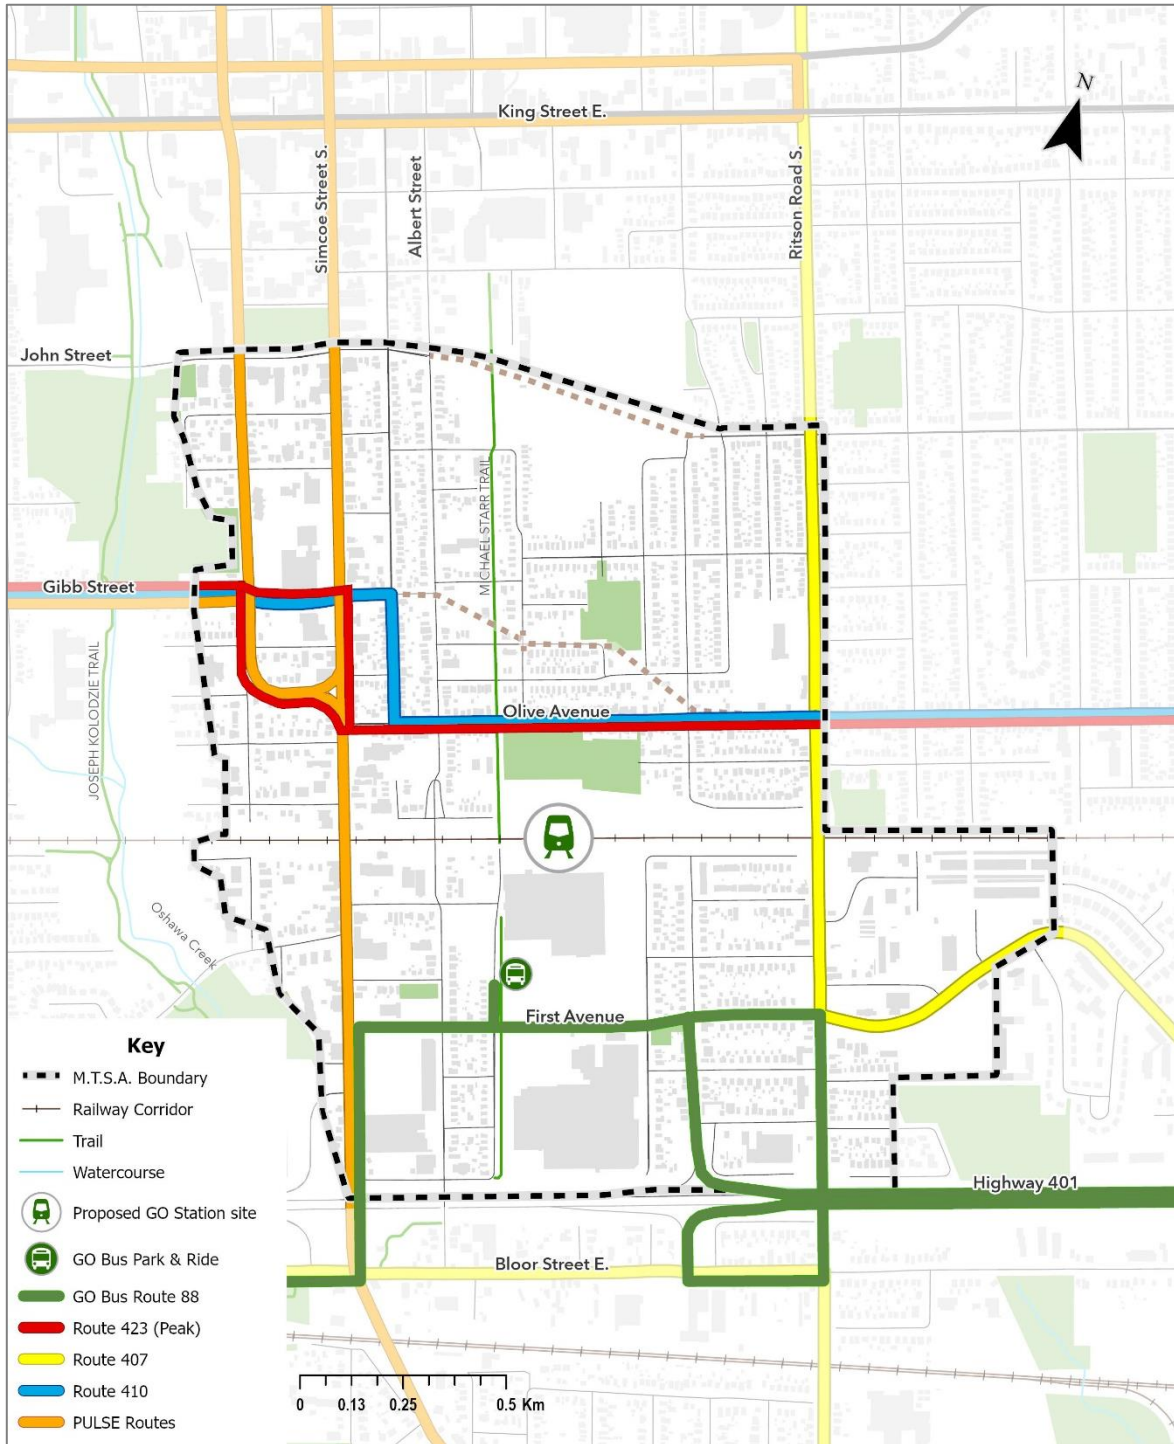 N
King Street E.
Simcoe Street S.
Albert Street
Ritson Road S.
John Street
MICHAEL STARR TRAIL
Gibb Street
JOSEPH KOLODZIE TRAIL
Olive Avenue
Oshawa Creek
First Avenue
Highway 401
Bloor Street E.
Key
M.T.S.A. Boundary
Railway Corridor
Trail
Watercourse
Proposed GO Station site
GO Bus Park & Ride
GO Bus Route 88
Route 423 (Peak)
Route 407
Route 410
PULSE Routes
0 0.13 0.25 0.5 Km